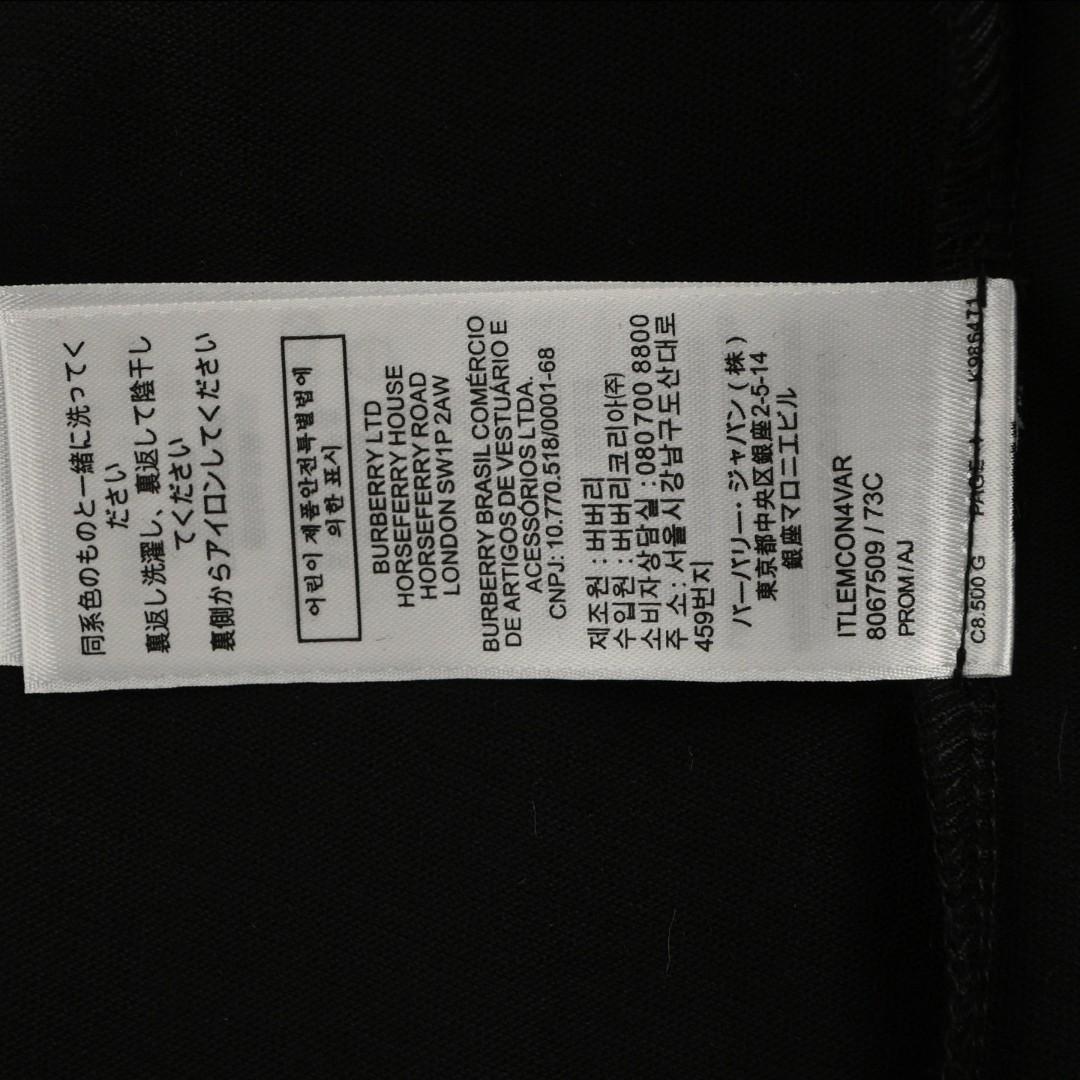 同系色のものと一緒に洗ってく
ださい
裏返し洗濯し、裏返して陰干し
てください
裏側からアイロンしてください
어린이 제품안전특별법에
의한 표시
BURBERRY LTD
HORSEFERRY HOUSE
HORSEFERRY ROAD
LONDON SW1P 2AW
BURBERRY BRASIL COMÉRCIO
DE ARTIGOS DE VESTUÁRIO E
ACESSÓRIOS LTDA.
CNPJ: 10.770.518/0001-68
제조원 : 버버리
수입원 : 버버리코리아(주)
소비자상담실 :080 700 8800
주 소 : 서울시강남구도산대로
459번지
バーバリー・ジャパン(株)
東京都中央区銀座2-5-14
銀座マロニエビル
ITLEMCON4VAR
8067509 / 73C
PROM/AJ
C8.500 G PAGE K986471